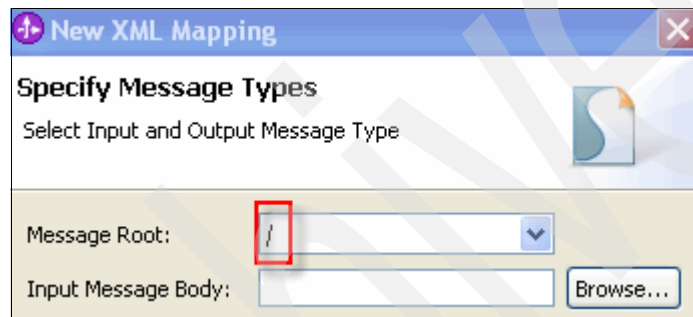 New XML Mapping
Specify Message Types
Select Input and Output Message Type
Message Root: /
Input Message Body: Browse...